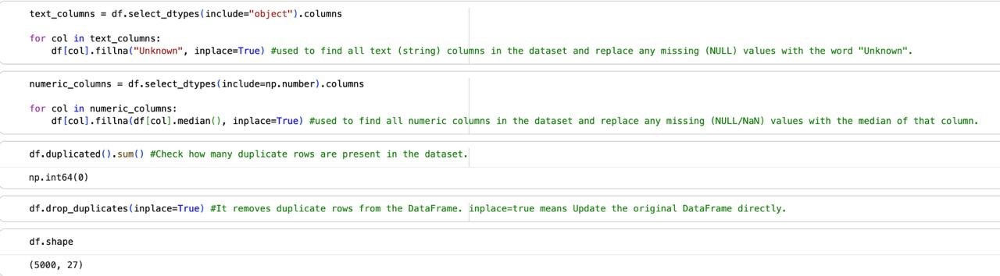 text_columns = df.select_dtypes(include="object").columns
for col in text_columns:
    df[col].fillna("Unknown", inplace=True) #used to find all text (string) columns in the dataset and replace any missing (NULL) values with the word "Unknown".
numeric_columns = df.select_dtypes(include=np.number).columns
for col in numeric_columns:
    df[col].fillna(df[col].median(), inplace=True) #used to find all numeric columns in the dataset and replace any missing (NULL/NaN) values with the median of that column.
df.duplicated().sum() #Check how many duplicate rows are present in the dataset.
np.int64(0)
df.drop_duplicates(inplace=True) #It removes duplicate rows from the DataFrame. inplace=true means Update the original DataFrame directly.
df.shape
(5000, 27)